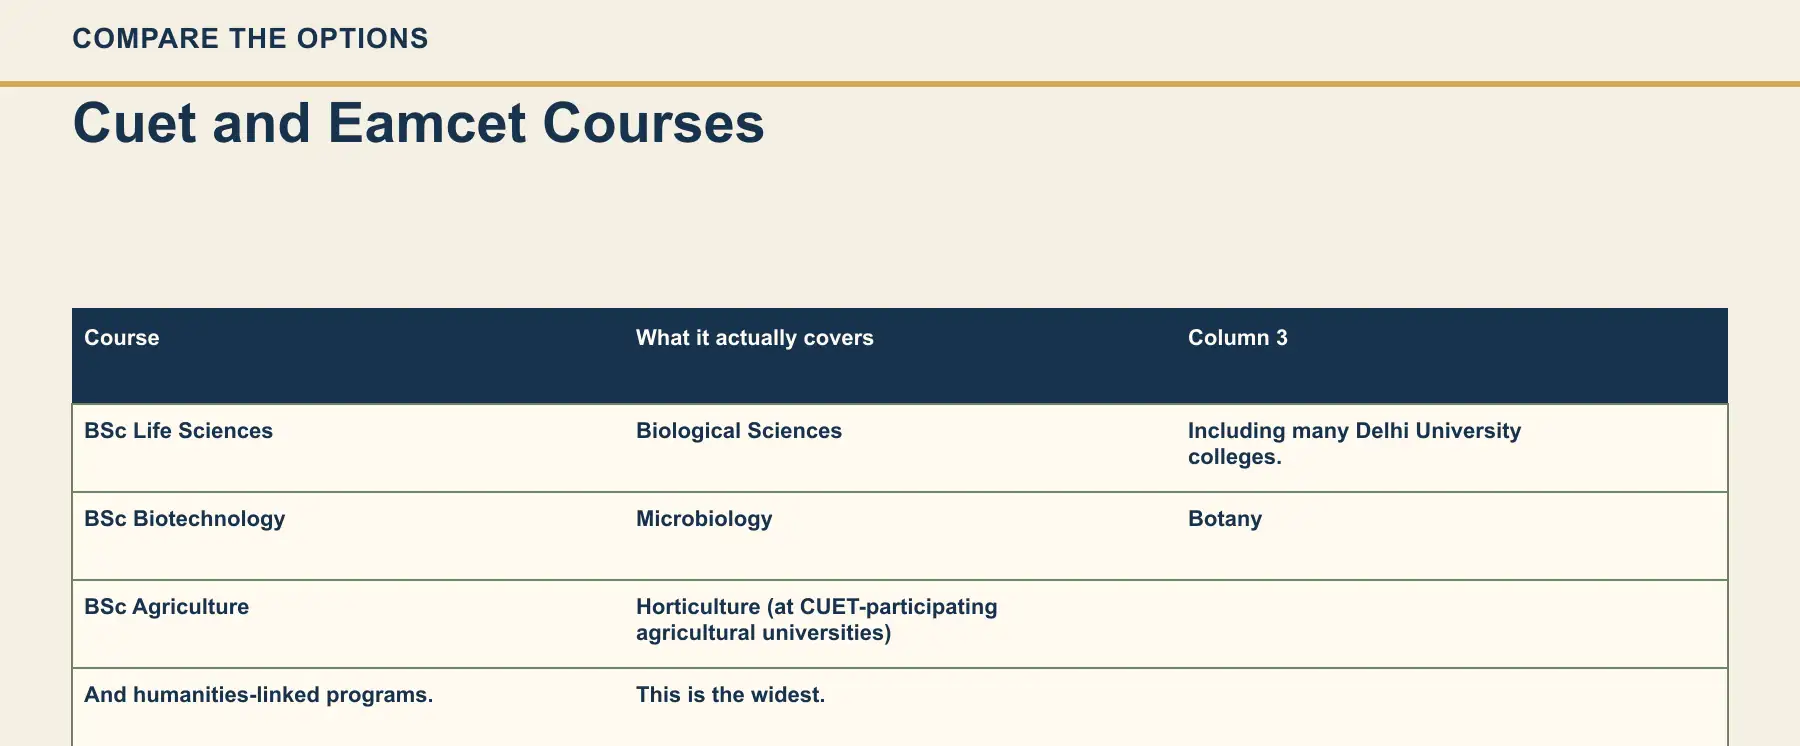 COMPARE THE OPTIONS
Cuet and Eamcet Courses
Course
What it actually covers
Column 3
BSc Life Sciences
Biological Sciences
Including many Delhi University
colleges.
BSc Biotechnology
Microbiology
Botany
BSc Agriculture
Horticulture (at CUET-participating
agricultural universities)
And humanities-linked programs.
This is the widest.